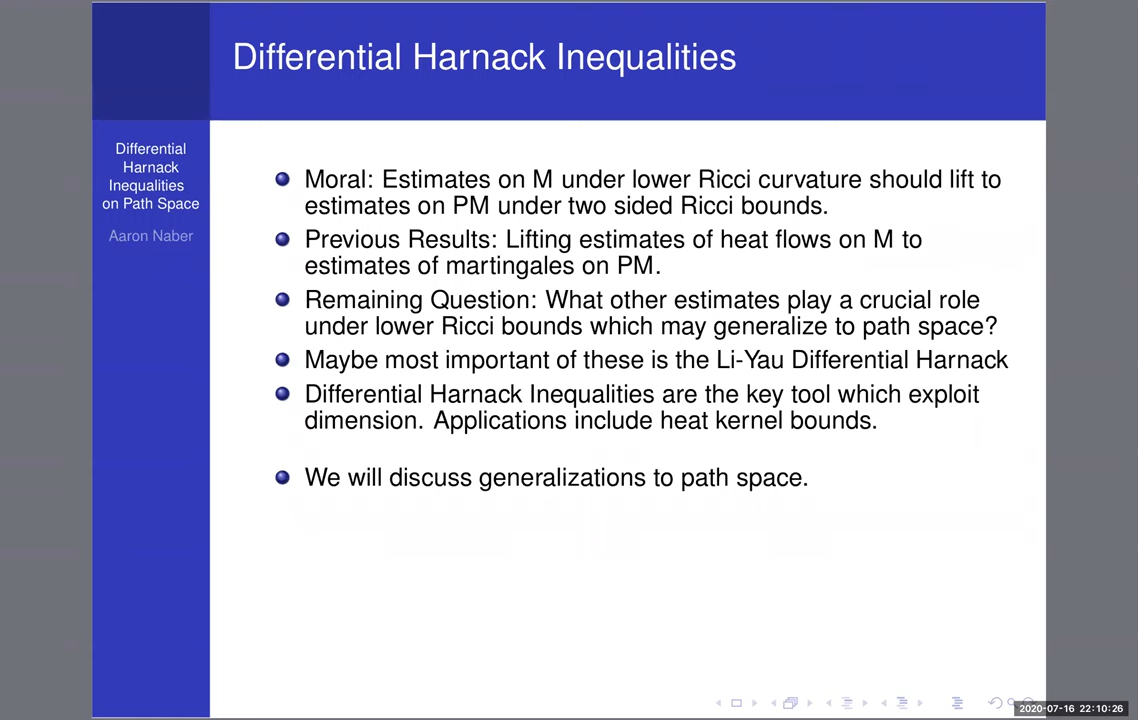 Differential Harnack Inequalities
Differential
Harnack
Inequalities
on Path Space
Aaron Naber
Moral: Estimates on M under lower Ricci curvature should lift to
estimates on PM under two sided Ricci bounds.
Previous Results: Lifting estimates of heat flows on M to
estimates of martingales on PM.
Remaining Question: What other estimates play a crucial role
under lower Ricci bounds which may generalize to path space?
Maybe most important of these is the Li-Yau Differential Harnack
Differential Harnack Inequalities are the key tool which exploit
dimension. Applications include heat kernel bounds.
We will discuss generalizations to path space.
2020-07-16 22:10:26